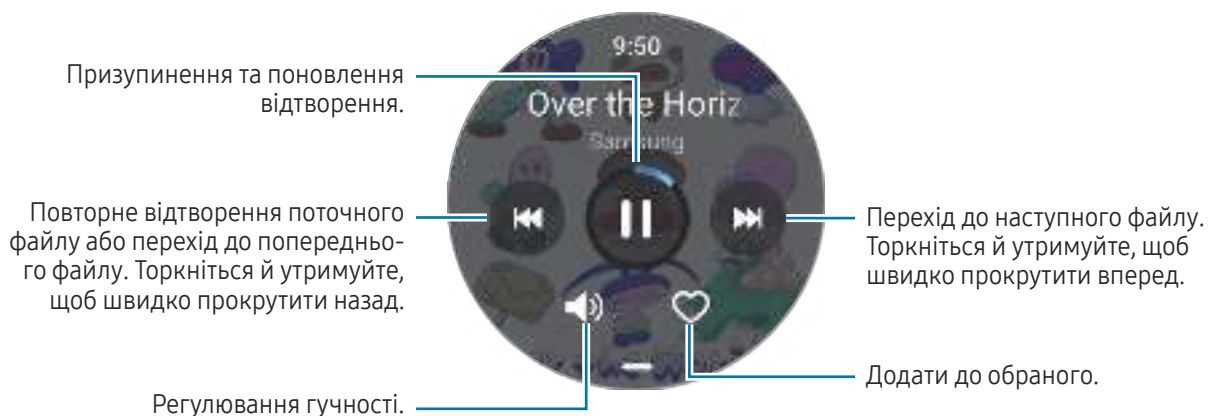 9:50
Over the Horiz
Samsung
Призупинення та поновлення
відтворення.
Повторне відтворення поточного
файлу або перехід до попередньо-
го файлу. Торкніться й утримуйте,
щоб швидко прокрутити назад.
Перехід до наступного файлу.
Торкніться й утримуйте, щоб
швидко прокрутити вперед.
Додати до обраного.
Регулювання гучності.